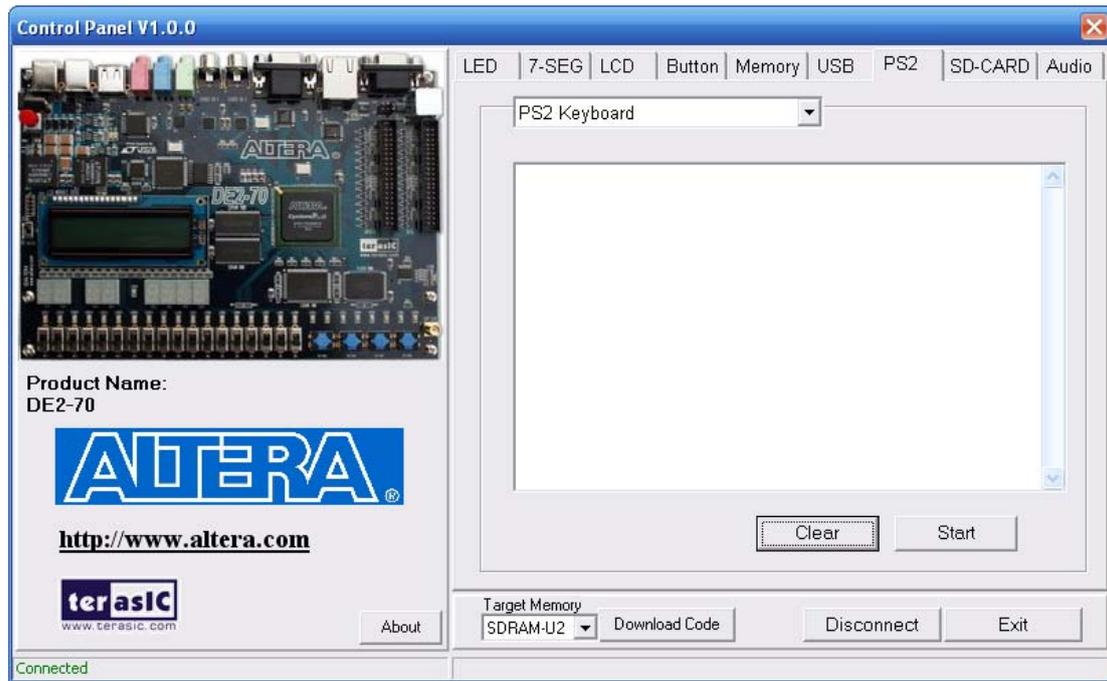 Control Panel V1.0.0
LED 7-SEG LCD Button Memory USB PS2 SD-CARD Audio
PS2 Keyboard
ALTERA
DE2-70
terasIC
Product Name:
DE2-70
ALTERA®
http://www.altera.com
terasIC
www.terasic.com
About
Clear Start
Target Memory
SDRAM-U2 Download Code Disconnect Exit
Connected